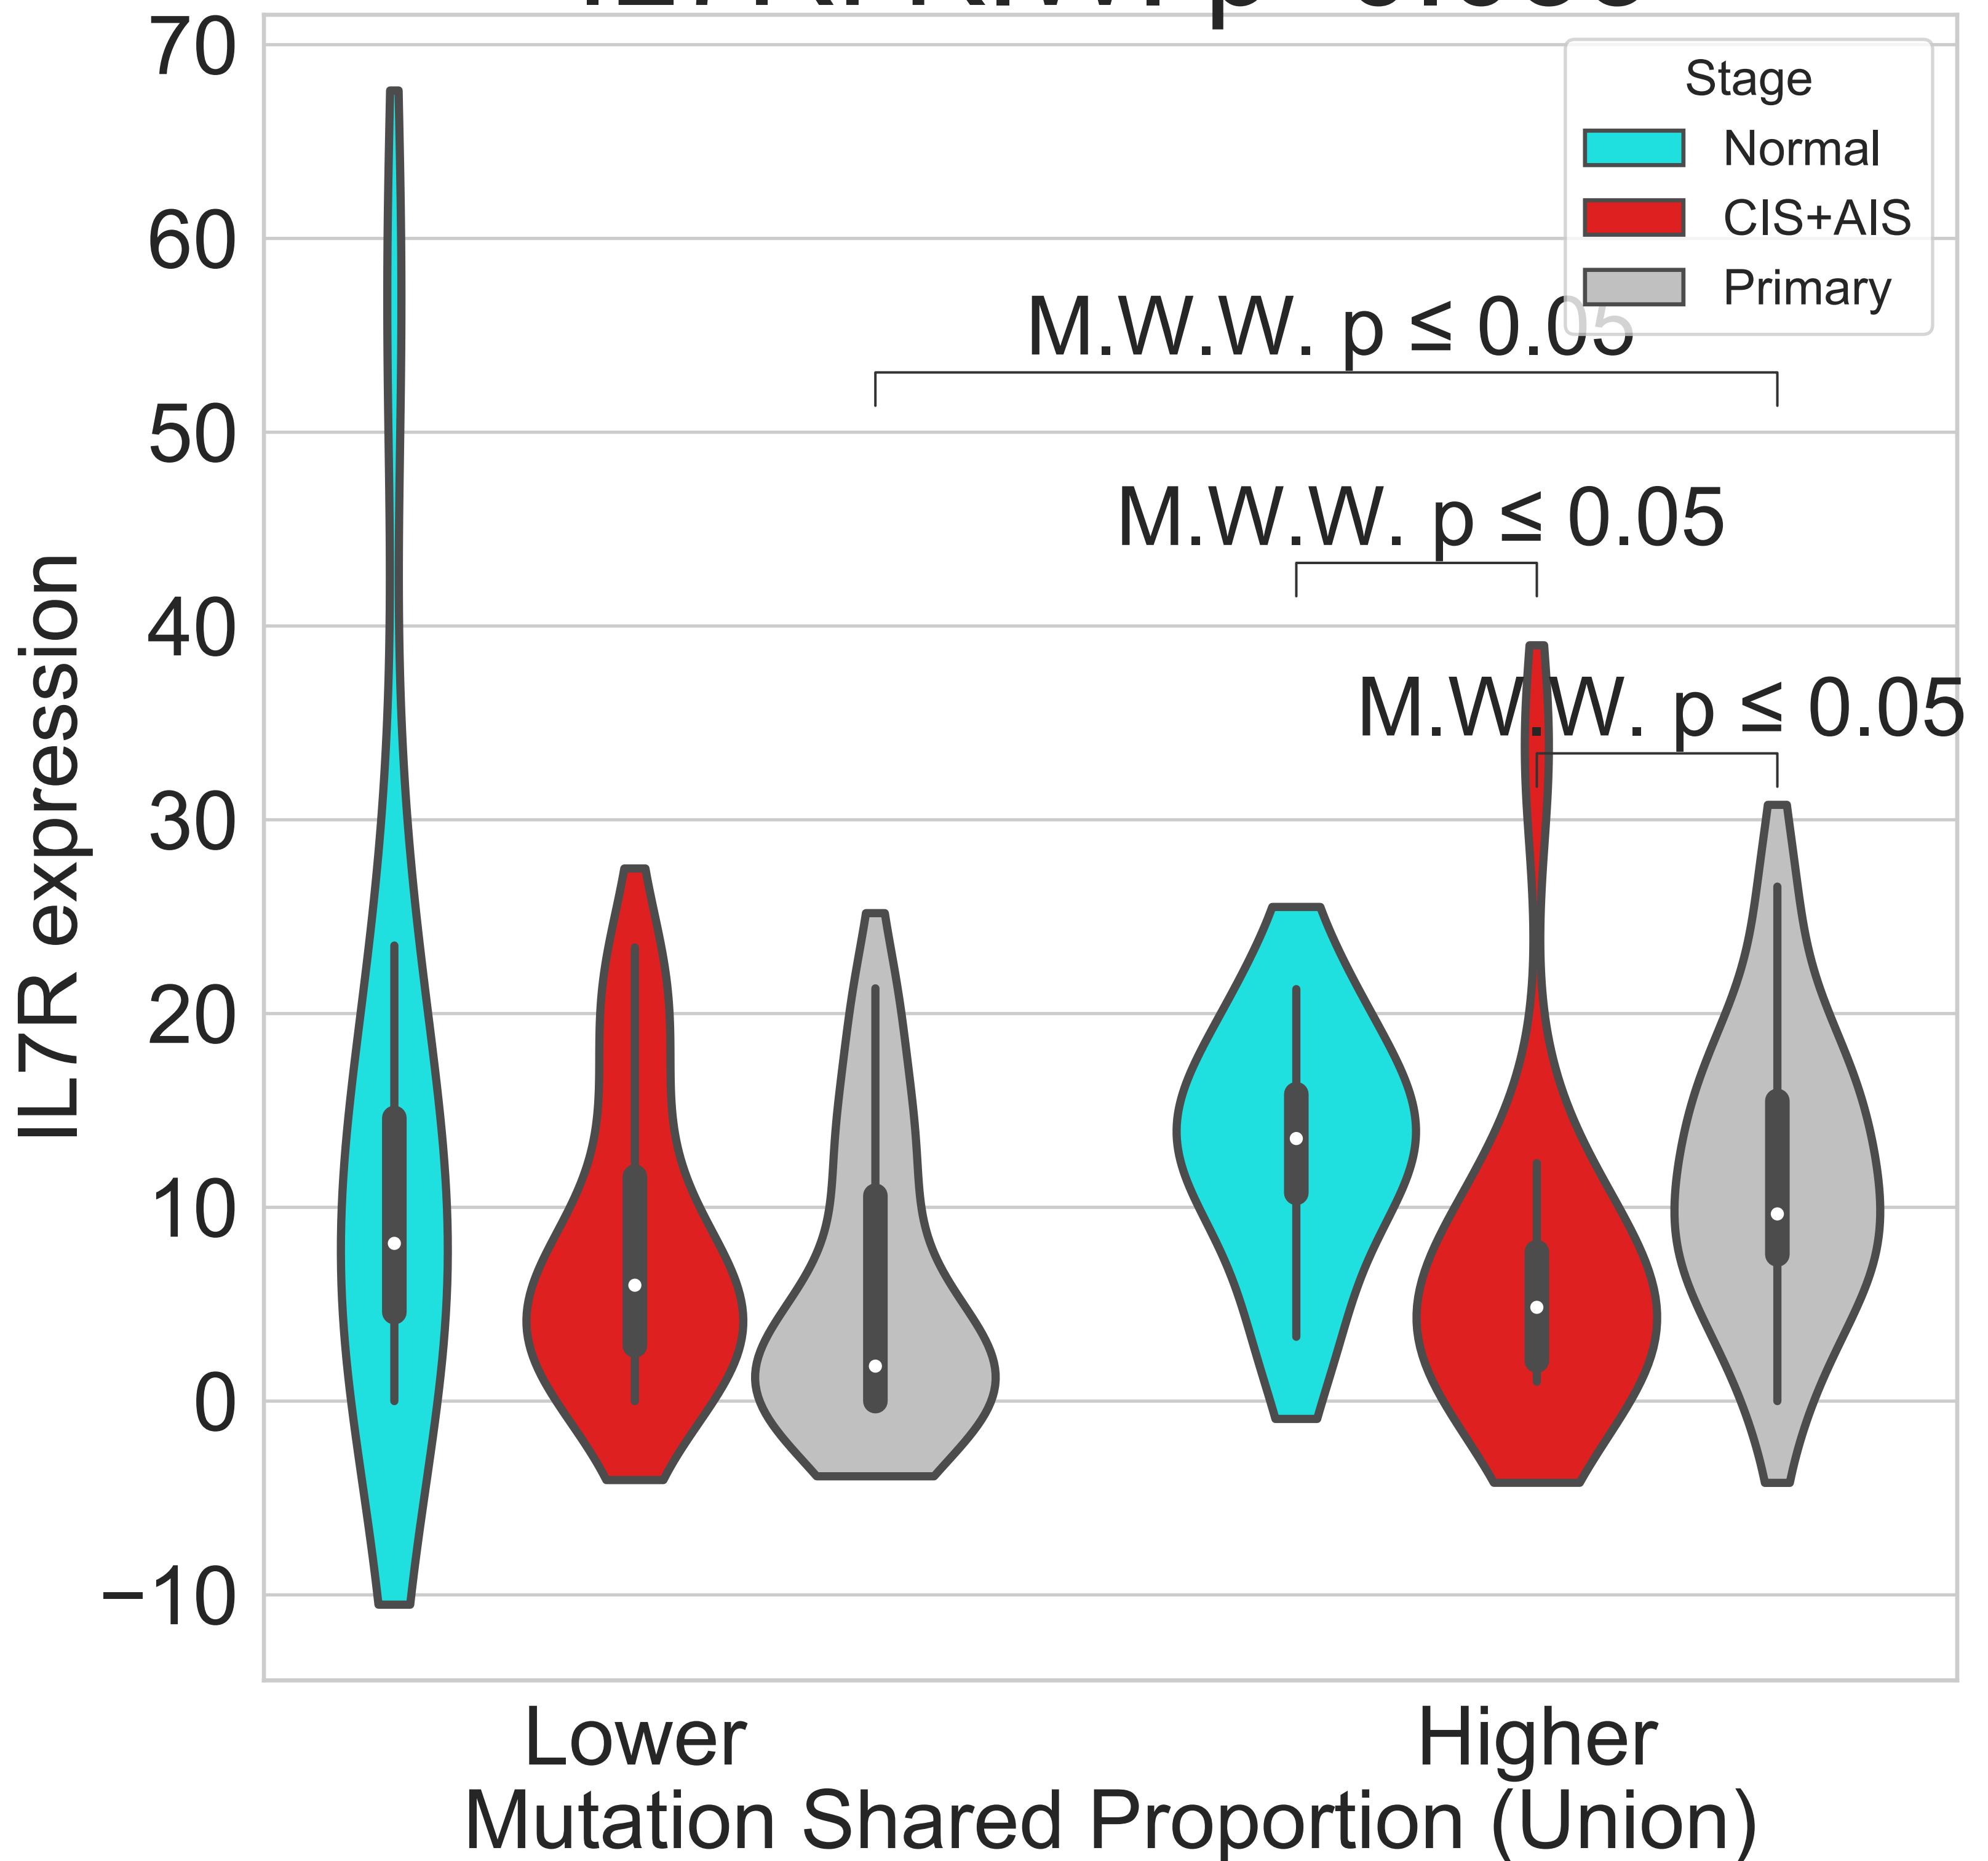 70
60
50
40
30
20
10
0
−10
IL7R expression
Stage
Normal
CIS+AIS
Primary
M.W.W. p ≤ 0.05
M.W.W. p ≤ 0.05
M.W.W. p ≤ 0.05
Lower
Higher
Mutation Shared Proportion (Union)